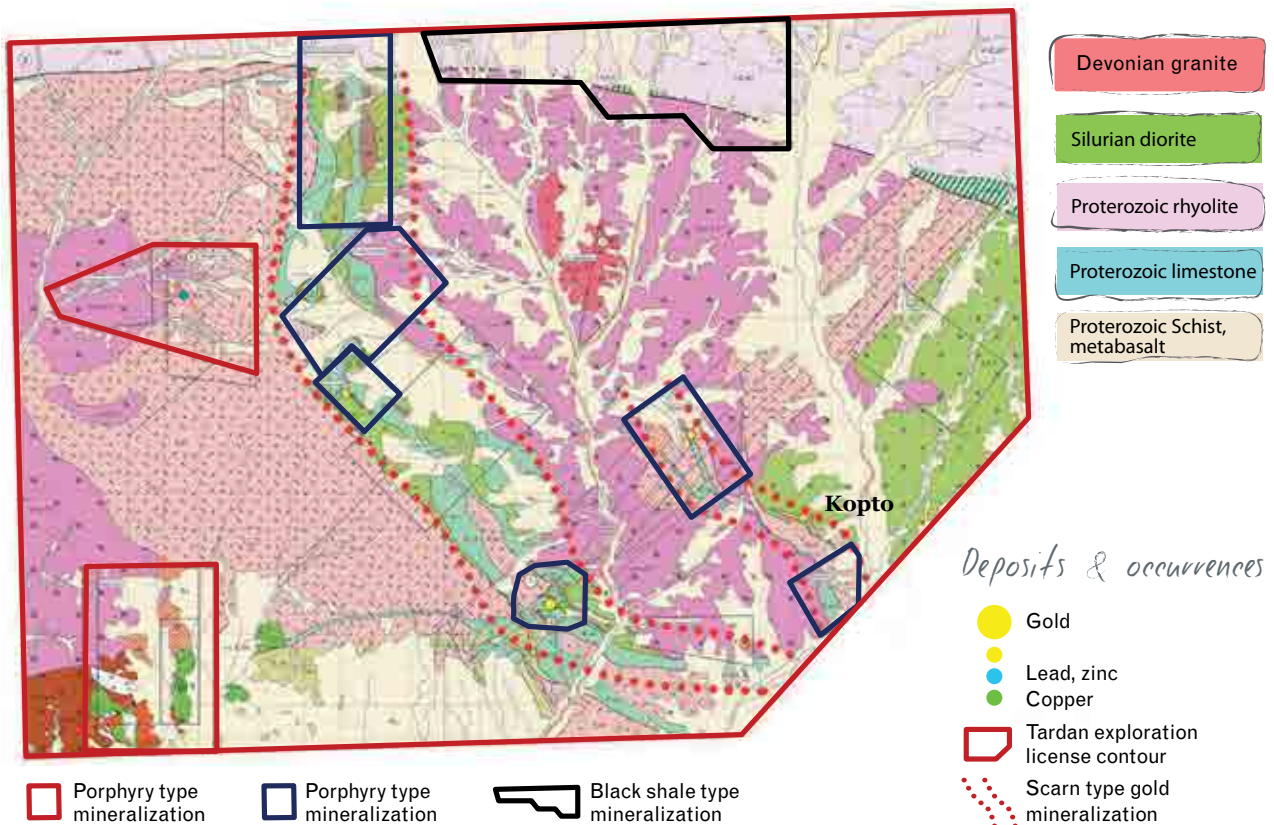 Devonian granite
Silurian diorite
Proterozoic rhyolite
Proterozoic limestone
Proterozoic Schist,
metabasalt
Kopto
Deposits & occurrences
Gold
Lead, zinc
Copper
Tardan exploration
license contour
Scarn type gold
mineralization
Porphyry type
mineralization
Porphyry type
mineralization
Black shale type
mineralization